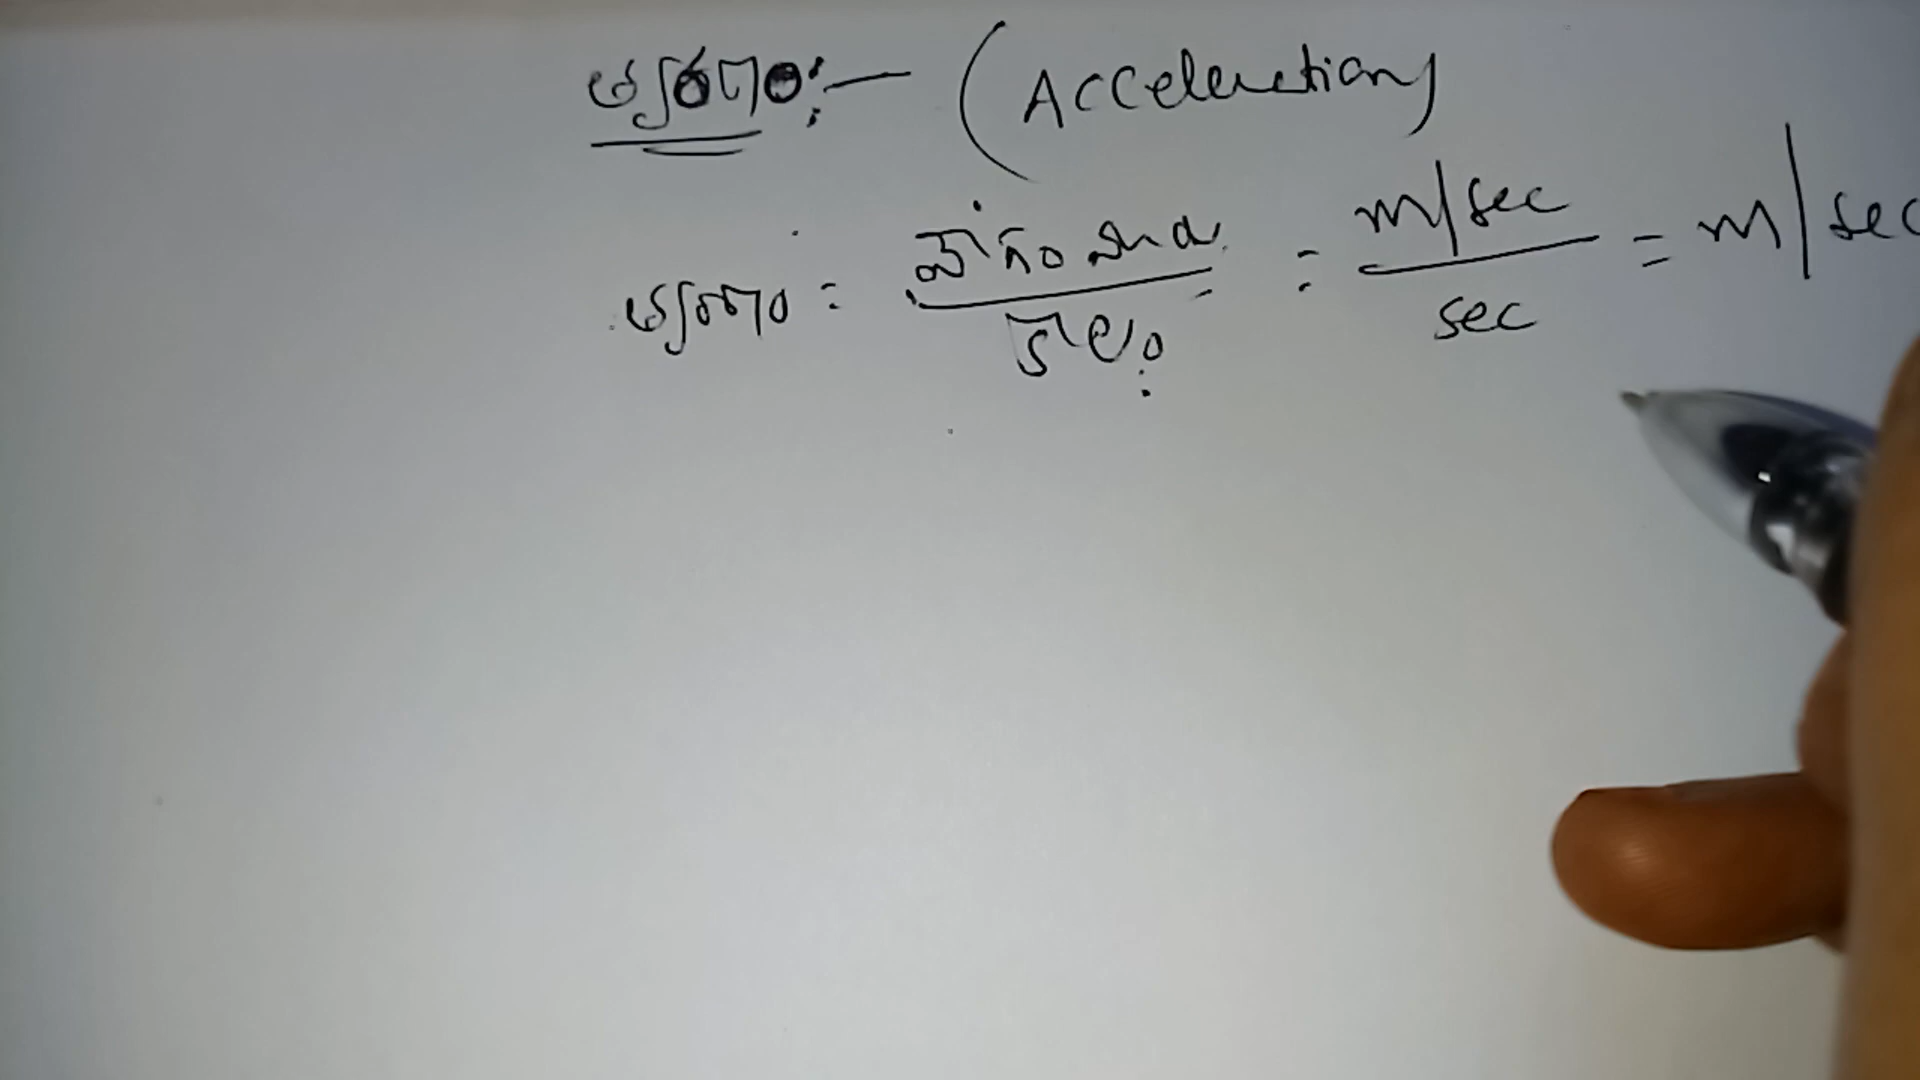 త్వరణం :— (Acceleration)
త్వరణం = వేగం / కాలం = m/sec / sec = m/sec